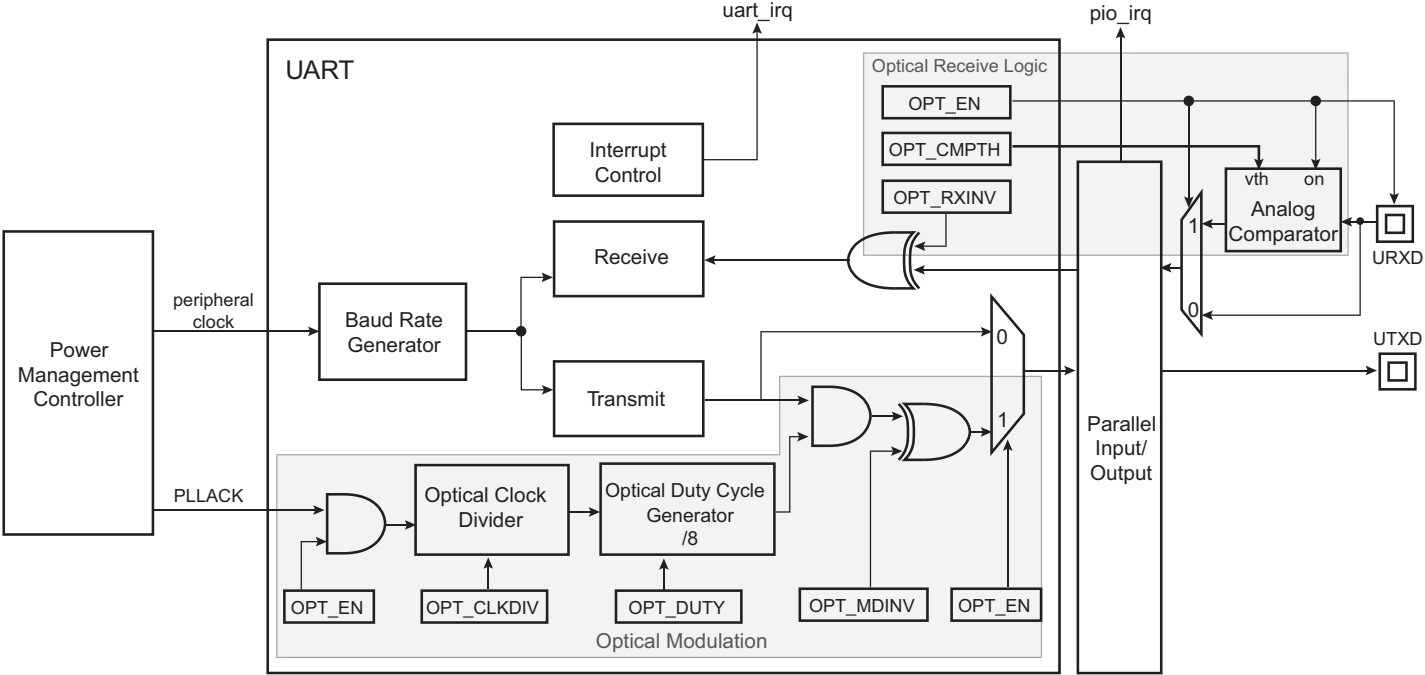 uart_irq
pio_irq
UART
Optical Receive Logic
OPT_EN
OPT_CMPTH
OPT_RXINV
Interrupt
Control
vth
on
Analog
Comparator
1
0
URXD
Receive
peripheral
clock
Baud Rate
Generator
Power
Management
Controller
0
1
UTXD
Transmit
Parallel
Input/
Output
PLLACK
Optical Clock
Divider
Optical Duty Cycle
Generator
/8
OPT_EN
OPT_CLKDIV
OPT_DUTY
OPT_MDINV
OPT_EN
Optical Modulation